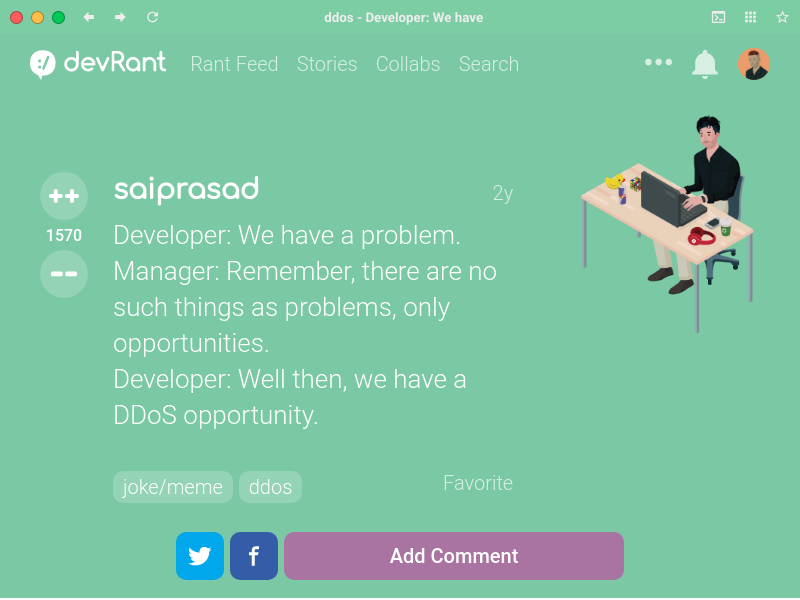 ddos - Developer: We have
devRant
Rant Feed Stories Collabs Search
saiprasad
2y
++
1570
--
Developer: We have a problem.
Manager: Remember, there are no
such things as problems, only
opportunities.
Developer: Well then, we have a
DDoS opportunity.
joke/meme ddos
Favorite
Add Comment